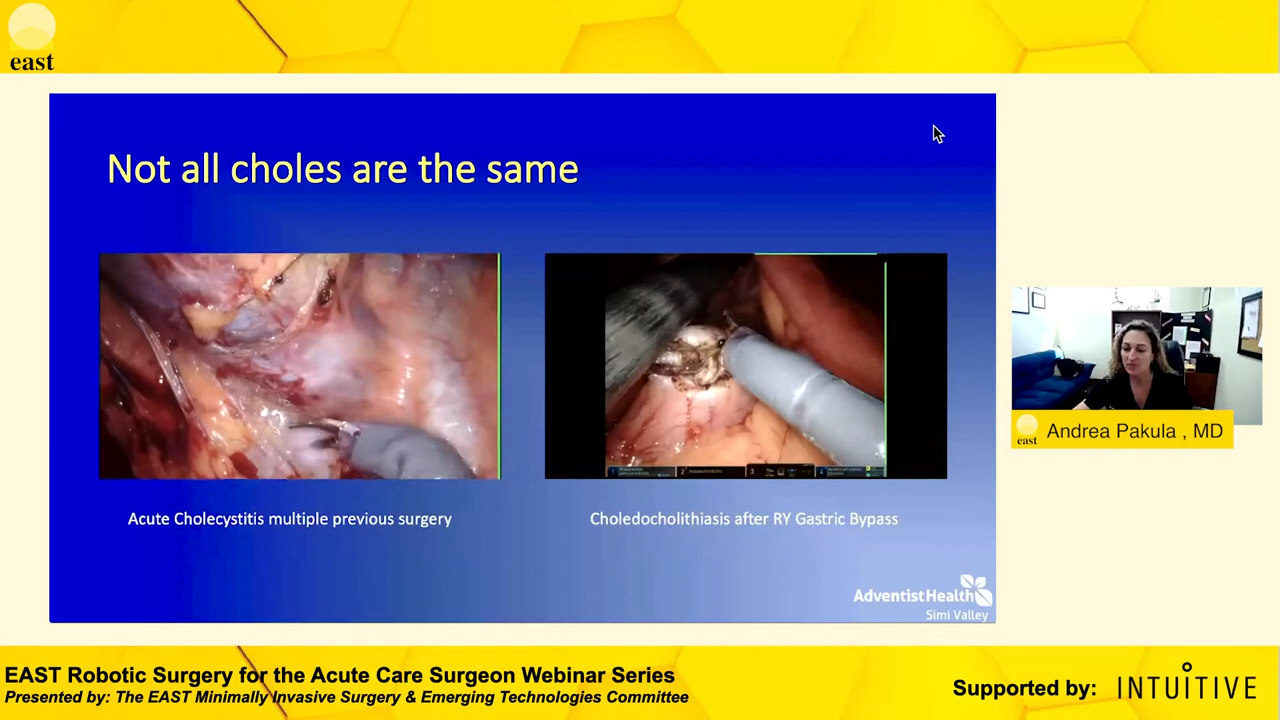 east
Not all choles are the same
Acute Cholecystitis multiple previous surgery
Choledocholithiasis after RY Gastric Bypass
AdventistHealth
Simi Valley
east
Andrea Pakula , MD
EAST Robotic Surgery for the Acute Care Surgeon Webinar Series
Presented by: The EAST Minimally Invasive Surgery & Emerging Technologies Committee
Supported by: INTUITIVE